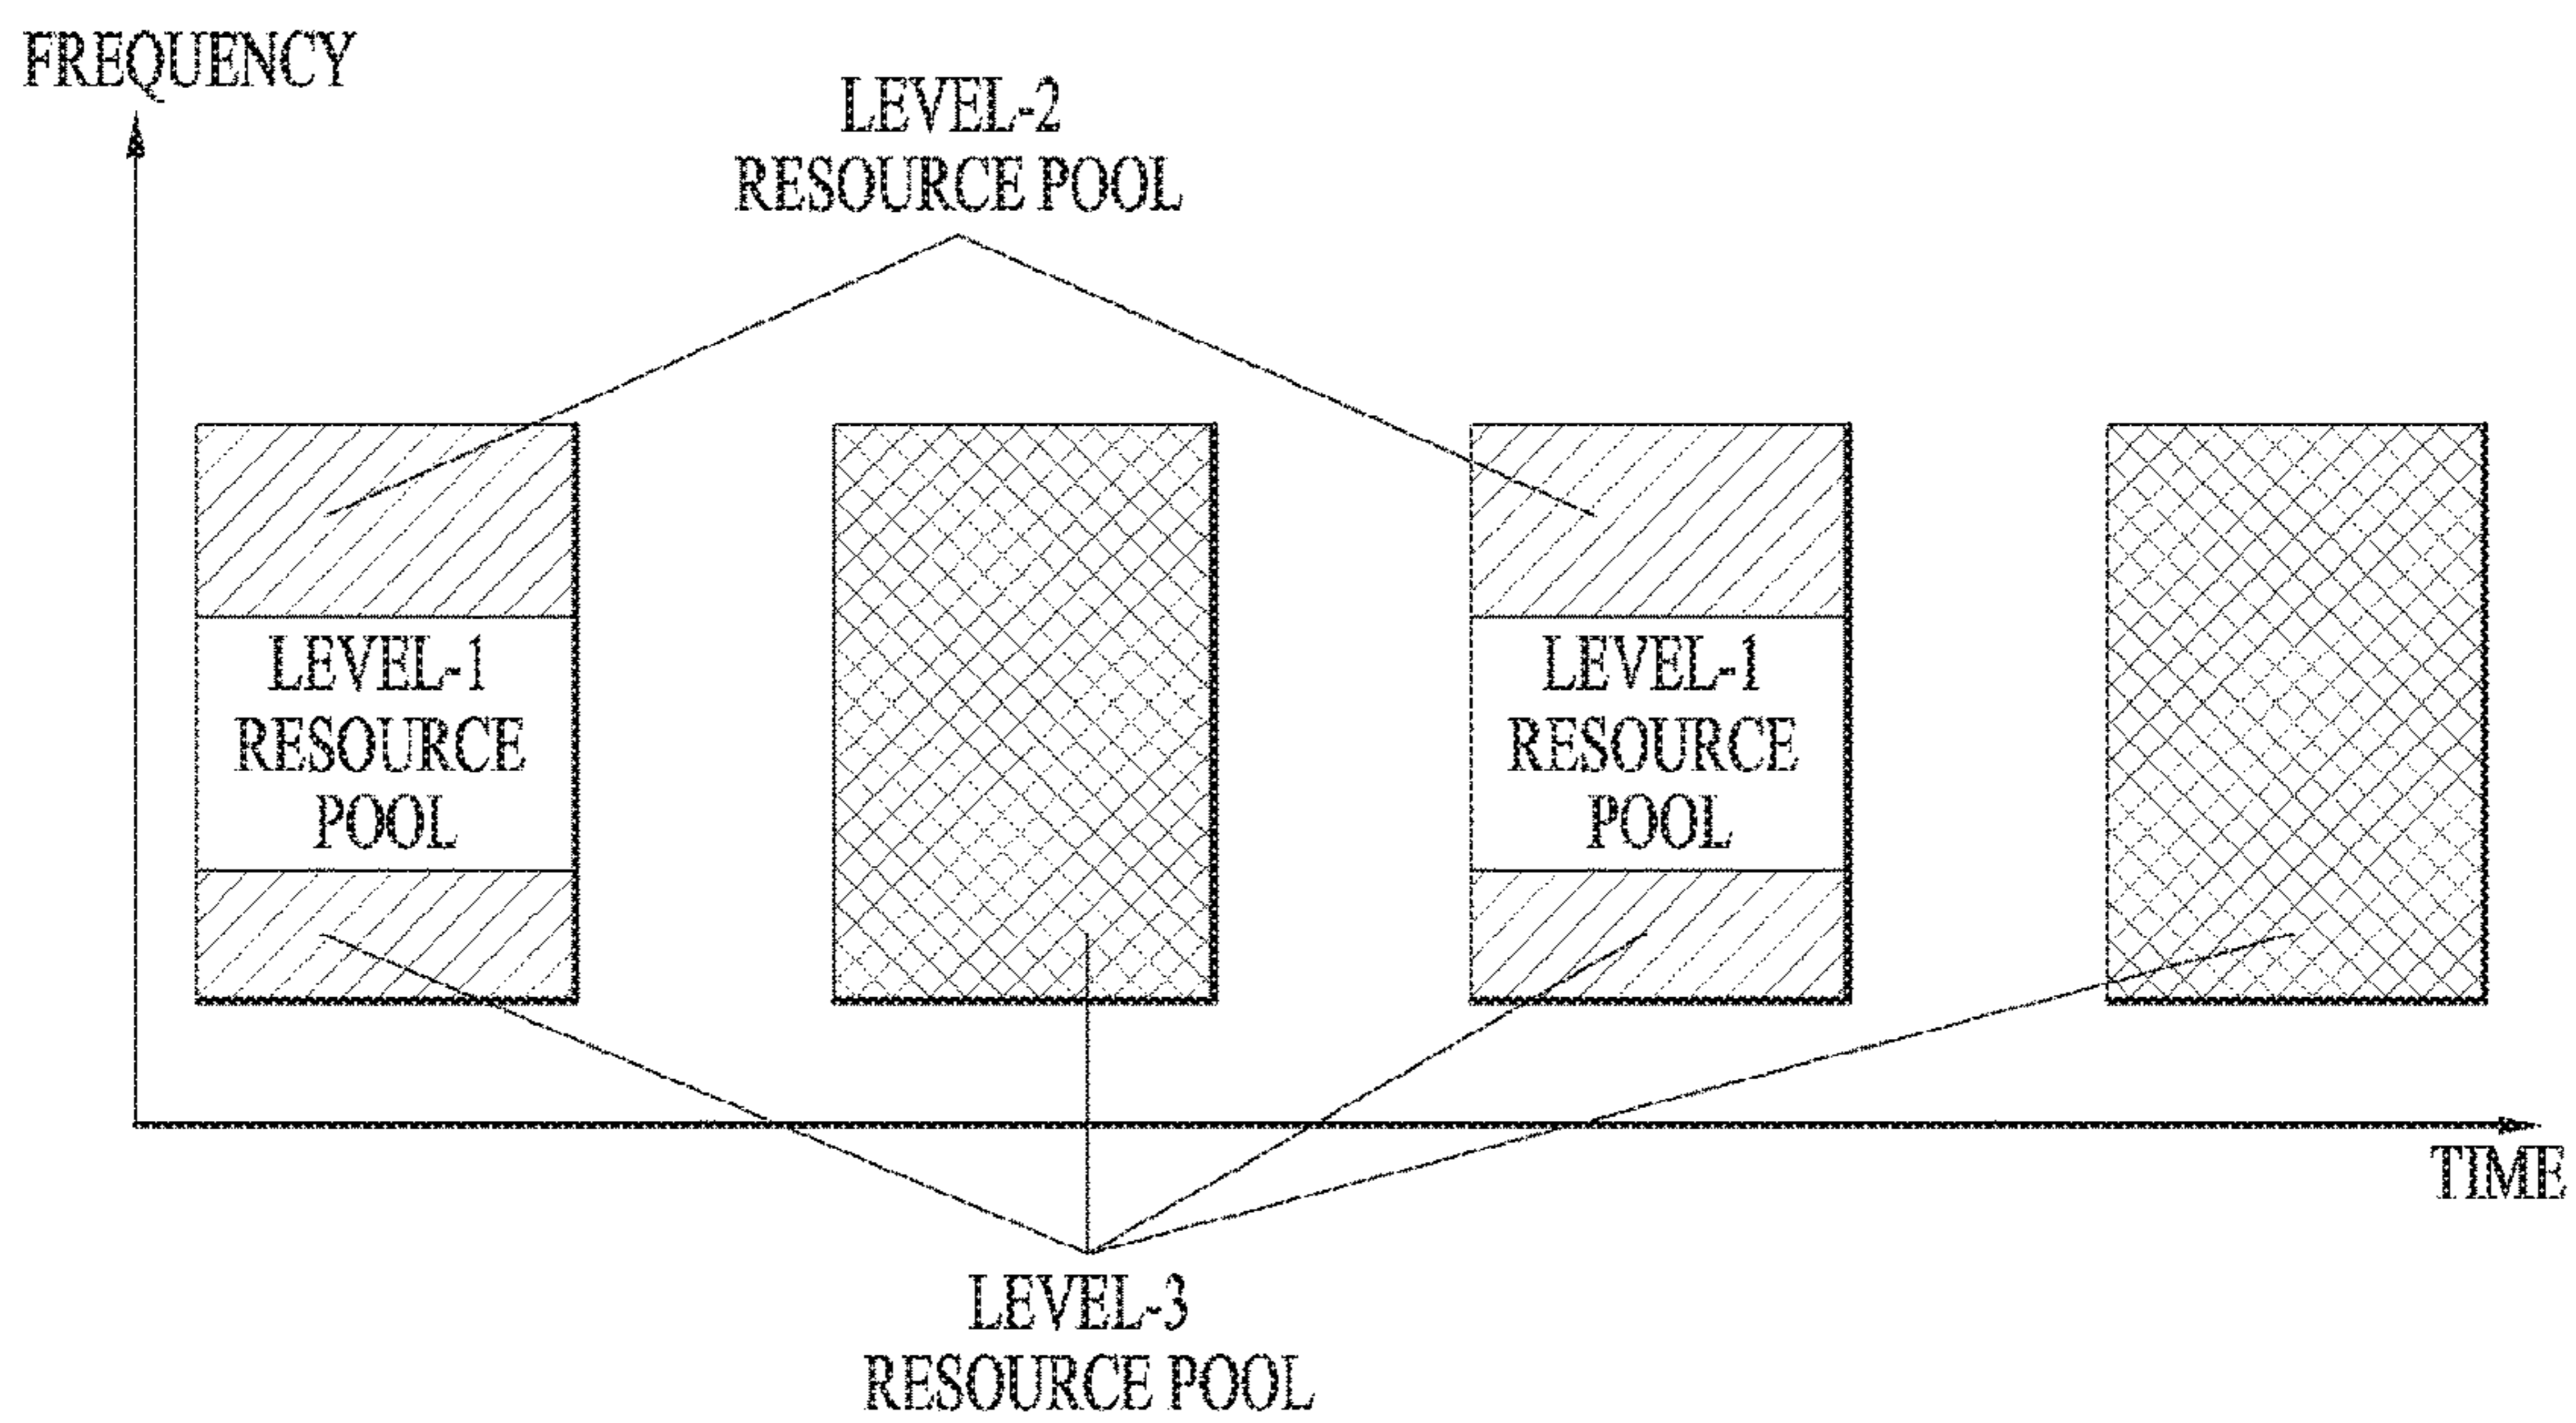 FREQUENCY
LEVEL-2
RESOURCE POOL
LEVEL-1
RESOURCE
POOL
LEVEL-1
RESOURCE
POOL
TIME
LEVEL-3
RESOURCE POOL